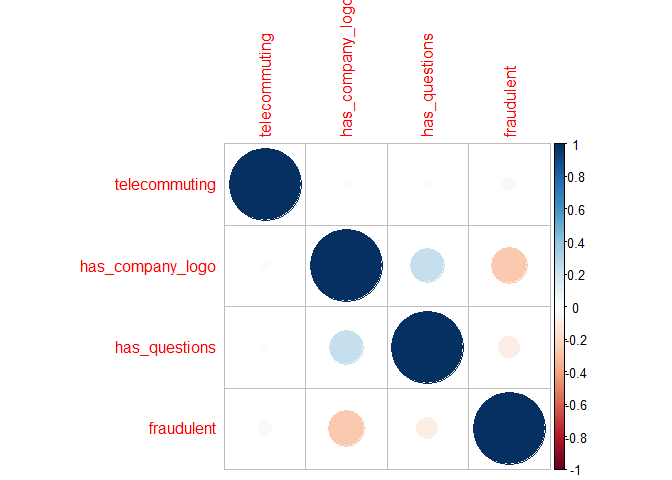 telecommuting
has_company_logo
has_questions
fraudulent
telecommuting
has_company_logo
has_questions
fraudulent
1
0.8
0.6
0.4
0.2
0
-0.2
-0.4
-0.6
-0.8
-1